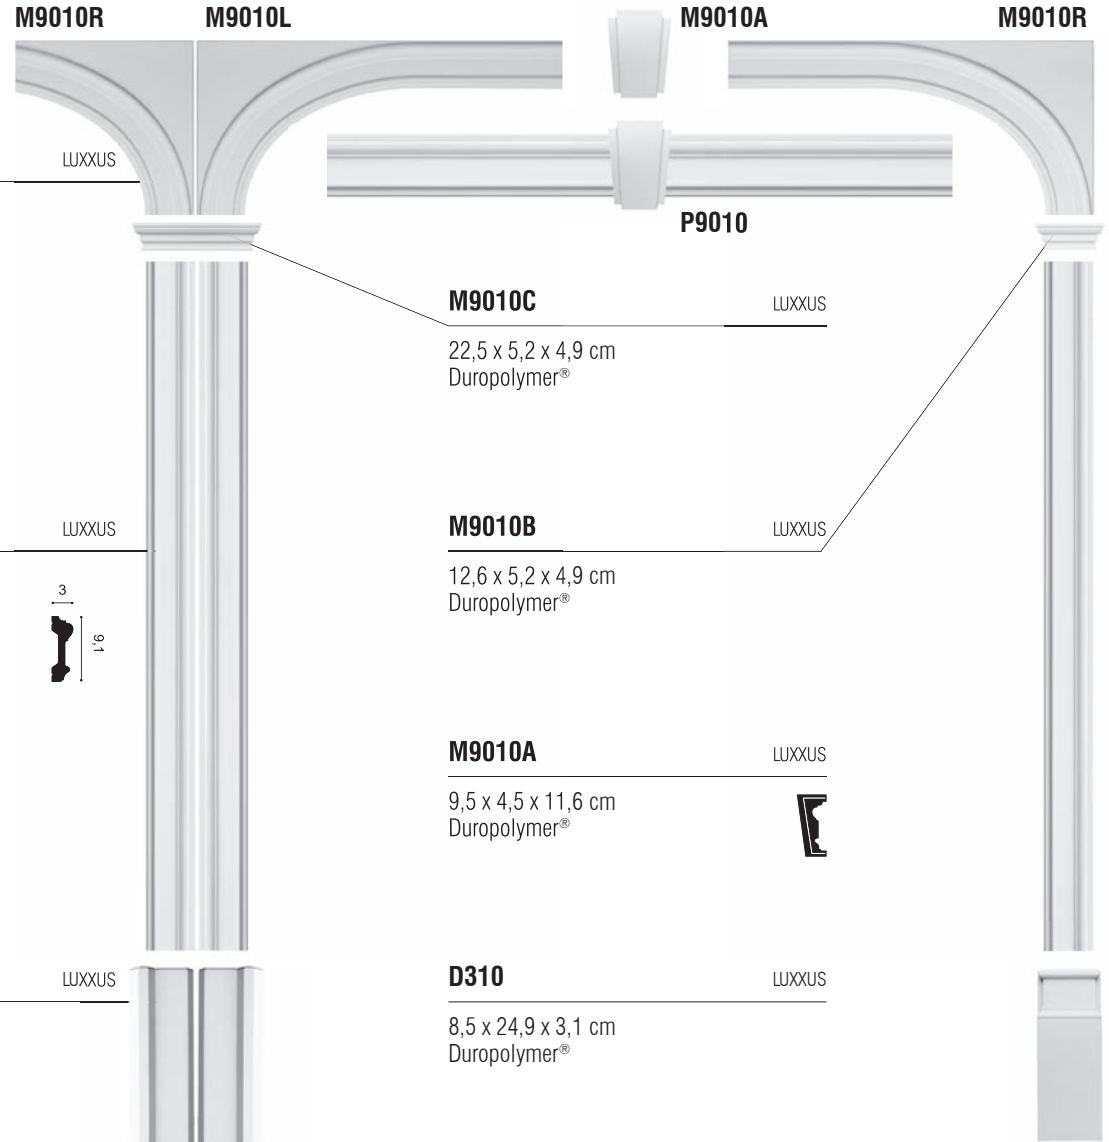 M9010R M9010L M9010A M9010R
LUXXUS
P9010
M9010C LUXXUS
22,5 x 5,2 x 4,9 cm
Duropolymer®
LUXXUS
M9010B LUXXUS
12,6 x 5,2 x 4,9 cm
Duropolymer®
3
9,1
M9010A LUXXUS
9,5 x 4,5 x 11,6 cm
Duropolymer®
LUXXUS
D310 LUXXUS
8,5 x 24,9 x 3,1 cm
Duropolymer®